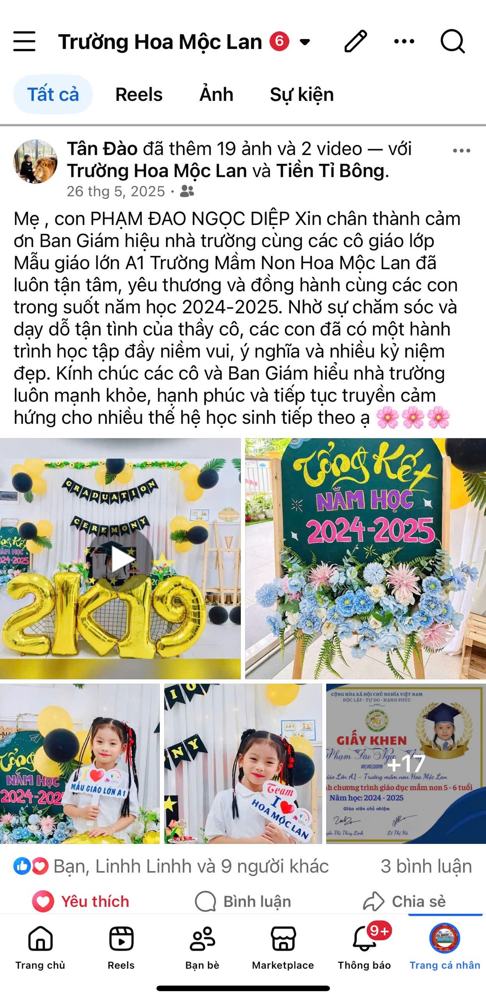 Trường Hoa Mộc Lan 6
Tất cả Reels Ảnh Sự kiện
Tân Đào đã thêm 19 ảnh và 2 video — với
Trường Hoa Mộc Lan và Tiền Tỉ Bông.
26 thg 5, 2025
Mẹ , con PHẠM ĐAO NGỌC DIỆP Xin chân thành cảm
ơn Ban Giám hiệu nhà trường cùng các cô giáo lớp
Mẫu giáo lớn A1 Trường Mầm Non Hoa Mộc Lan đã
luôn tận tâm, yêu thương và đồng hành cùng các con
trong suốt năm học 2024-2025. Nhờ sự chăm sóc và
dạy dỗ tận tình của thầy cô, các con đã có một hành
trình học tập đầy niềm vui, ý nghĩa và nhiều kỷ niệm
đẹp. Kính chúc các cô và Ban Giám hiểu nhà trường
luôn mạnh khỏe, hạnh phúc và tiếp tục truyền cảm
hứng cho nhiều thế hệ học sinh tiếp theo ạ 🌸🌸🌸
GRADUATION
CEREMONY
NĂM HỌC
24-2025
2K19
Tổng Kết
NĂM HỌC
2024-2025
Tổng
NĂM HỌC
2024-202
I
MẪU GIÁO LỚN A1
IO
NY
Team
I
HOA MỘC LAN
CỘNG HÒA XÃ HỘI CHỦ NGHĨA VIỆT NAM
ĐỘC LẬP - TỰ DO - HẠNH PHÚC
LỚP
A1
GIẤY KHEN
Phạm Đào Ngọc
+17
10/10/2019
iáo Lớn A1 - Trường mầm non Hoa Mộc Lan
h chương trình giáo dục mầm non 5 - 6 tuổi
Năm học: 2024 - 2025
Giáo viên chủ nhiệm
Thị Thùy Linh Lê Thị Hà
Bạn, Linhh Linhh và 9 người khác 3 bình luận
Yêu thích Bình luận Chia sẻ
9+
Trang chủ Reels Bạn bè Marketplace Thông báo Trang cá nhân